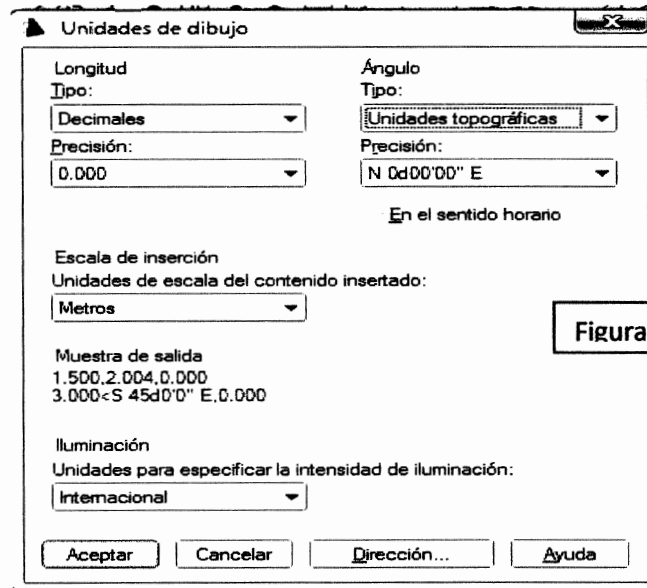 Unidades de dibujo
Longitud
Tipo:
Decimales
Precisión:
0.000
Ángulo
Tipo:
Unidades topográficas
Precisión:
N 0d00'00" E
En el sentido horario
Escala de inserción
Unidades de escala del contenido insertado:
Metros
Figura
Muestra de salida
1.500,2.004,0.000
3.000<S 45d0'0" E,0.000
Iluminación
Unidades para especificar la intensidad de iluminación:
Internacional
Aceptar Cancelar Dirección... Ayuda